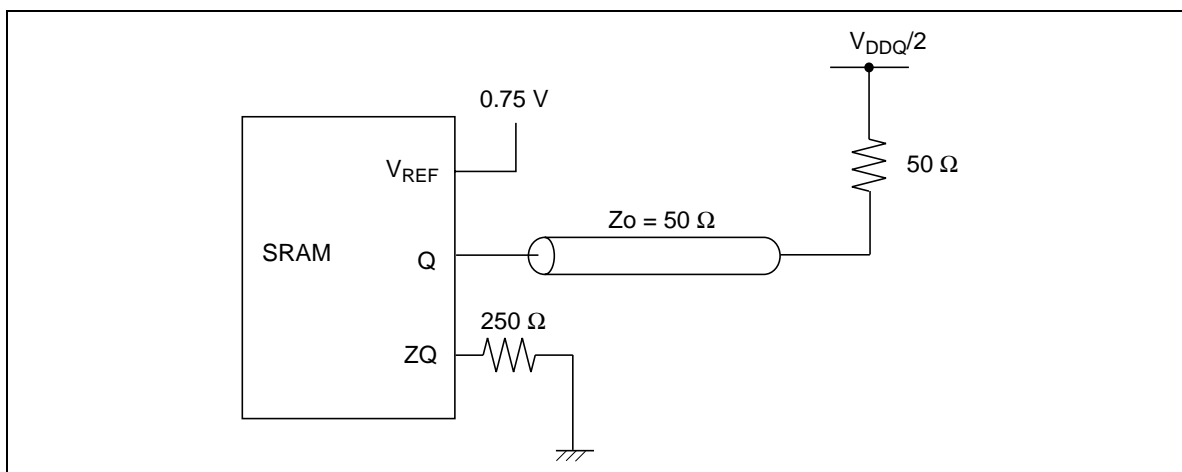 V_DDQ/2
0.75 V
V_REF
50 Ω
Zo = 50 Ω
SRAM
Q
250 Ω
ZQ